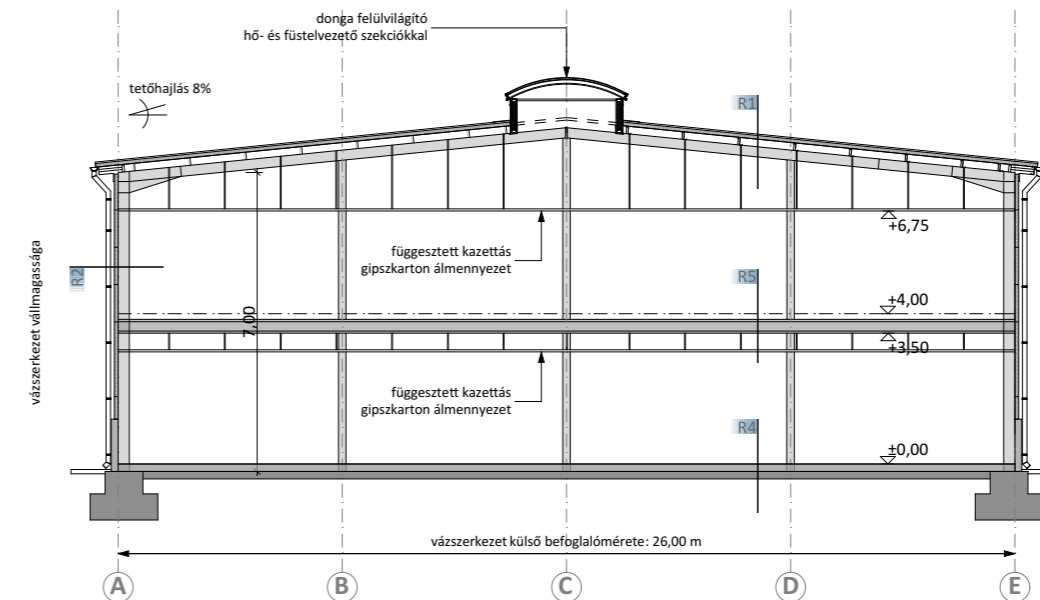 donga felülvilágító
hő- és füstelvezető szekciókkal
tetőhajlás 8%
R1
+6,75
függesztett kazettás
gipszkarton álmennyezet
vázszerkezet vállmagassága
R2
R5
7,00
+4,00
+3,50
függesztett kazettás
gipszkarton álmennyezet
R4
±0,00
vázszerkezet külső befoglalómérete: 26,00 m
A B C D E